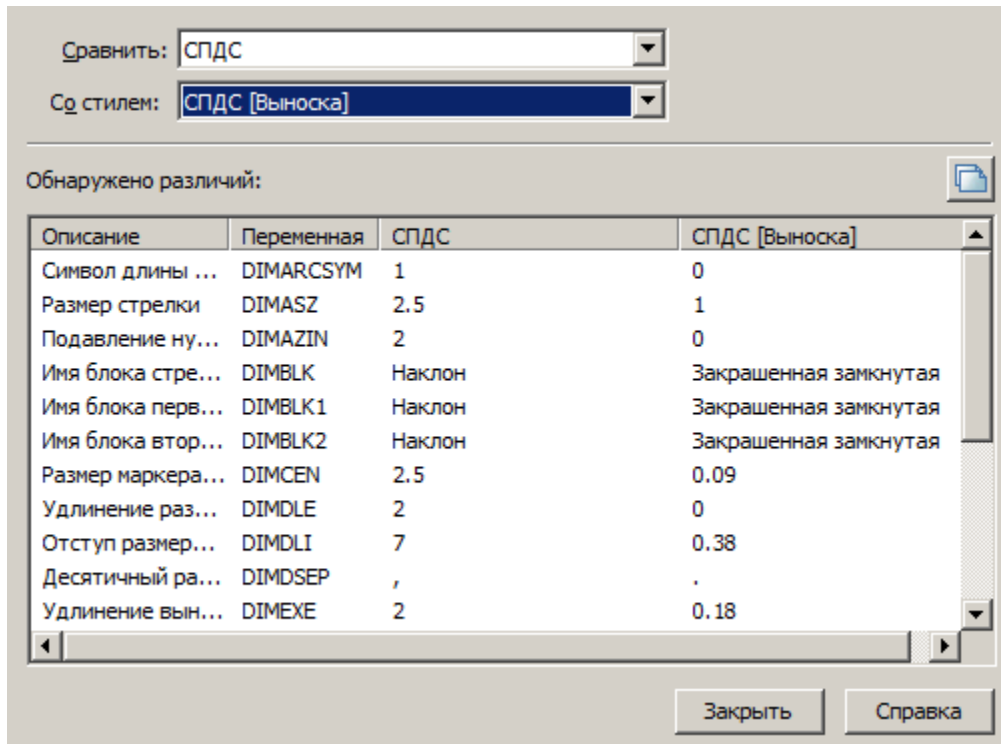 Сравнить: СПДС
Со стилем: СПДС [Выноска]
Обнаружено различий:
Описание Переменная СПДС СПДС [Выноска]
Символ длины ... DIMARCSYM 1 0
Размер стрелки DIMASZ 2.5 1
Подавление ну... DIMAZIN 2 0
Имя блока стре... DIMBLK Наклон Закрашенная замкнутая
Имя блока перв... DIMBLK1 Наклон Закрашенная замкнутая
Имя блока втор... DIMBLK2 Наклон Закрашенная замкнутая
Размер маркера... DIMCEN 2.5 0.09
Удлинение раз... DIMDLE 2 0
Отступ размер... DIMDLI 7 0.38
Десятичный ра... DIMDSEP , .
Удлинение вын... DIMEXE 2 0.18
Закрыть Справка